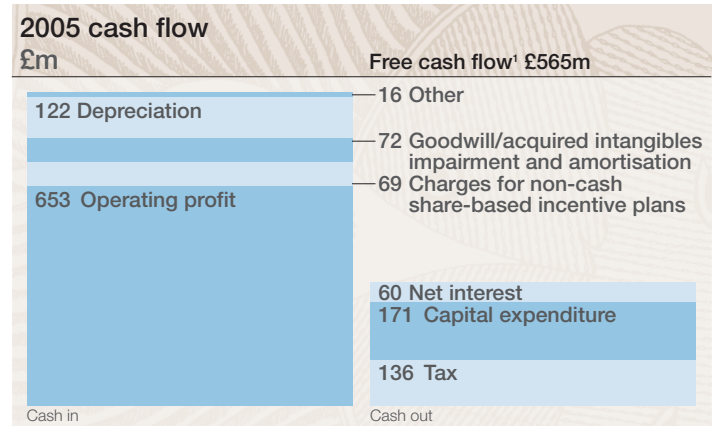 2005 cash flow
£m
Free cash flow¹ £565m
16 Other
122 Depreciation
72 Goodwill/acquired intangibles
impairment and amortisation
69 Charges for non-cash
share-based incentive plans
653 Operating profit
60 Net interest
171 Capital expenditure
136 Tax
Cash in
Cash out